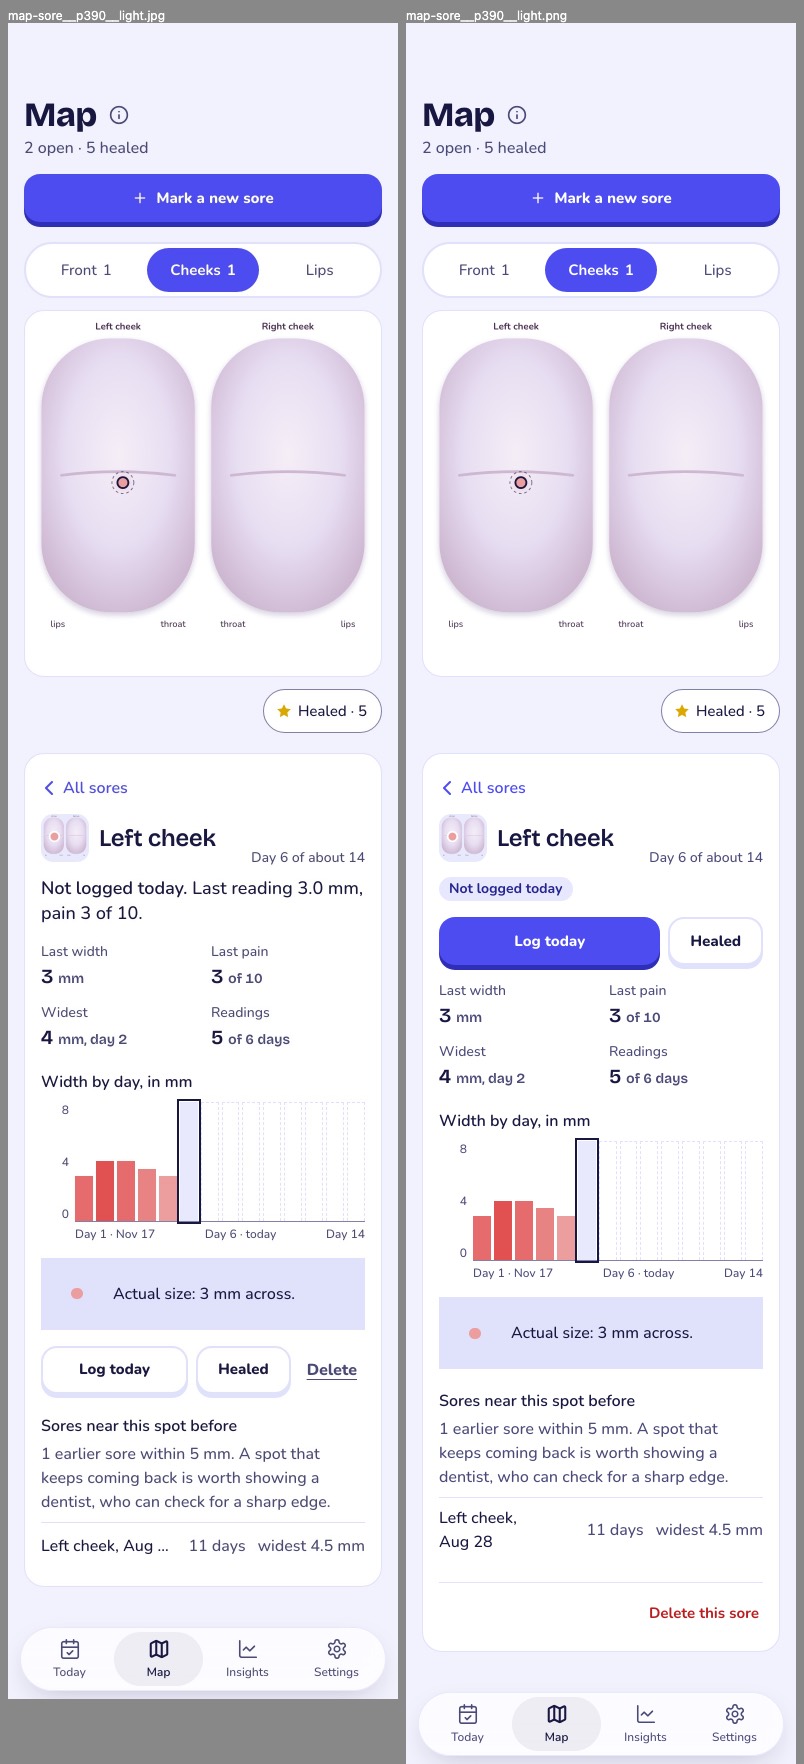 map-sore__p390__light.jpg
Map
2 open · 5 healed
+ Mark a new sore
Front 1
Cheeks 1
Lips
Left cheek
Right cheek
lips
throat
throat
lips
Healed · 5
All sores
Left cheek
Day 6 of about 14
Not logged today. Last reading 3.0 mm,
pain 3 of 10.
Last width
Last pain
3 mm
3 of 10
Widest
Readings
4 mm, day 2
5 of 6 days
Width by day, in mm
8
4
0
Day 1 · Nov 17
Day 6 · today
Day 14
Actual size: 3 mm across.
Log today
Healed
Delete
Sores near this spot before
1 earlier sore within 5 mm. A spot that
keeps coming back is worth showing a
dentist, who can check for a sharp edge.
Left cheek, Aug ...
11 days
widest 4.5 mm
Today
Map
Insights
Settings
map-sore__p390__light.png
Map
2 open · 5 healed
+ Mark a new sore
Front 1
Cheeks 1
Lips
Left cheek
Right cheek
lips
throat
throat
lips
Healed · 5
All sores
Left cheek
Day 6 of about 14
Not logged today
Log today
Healed
Last width
Last pain
3 mm
3 of 10
Widest
Readings
4 mm, day 2
5 of 6 days
Width by day, in mm
8
4
0
Day 1 · Nov 17
Day 6 · today
Day 14
Actual size: 3 mm across.
Sores near this spot before
1 earlier sore within 5 mm. A spot that
keeps coming back is worth showing a
dentist, who can check for a sharp edge.
Left cheek,
Aug 28
11 days
widest 4.5 mm
Delete this sore
Today
Map
Insights
Settings